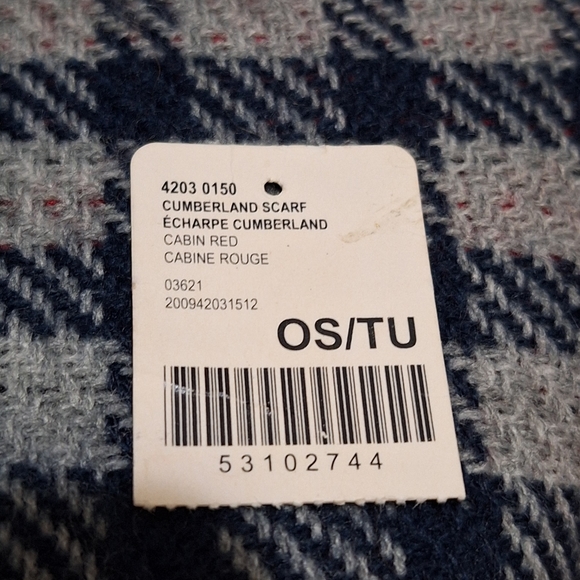 4203 0150
CUMBERLAND SCARF
ÉCHARPE CUMBERLAND
CABIN RED
CABINE ROUGE
03621
200942031512
OS/TU
53102744